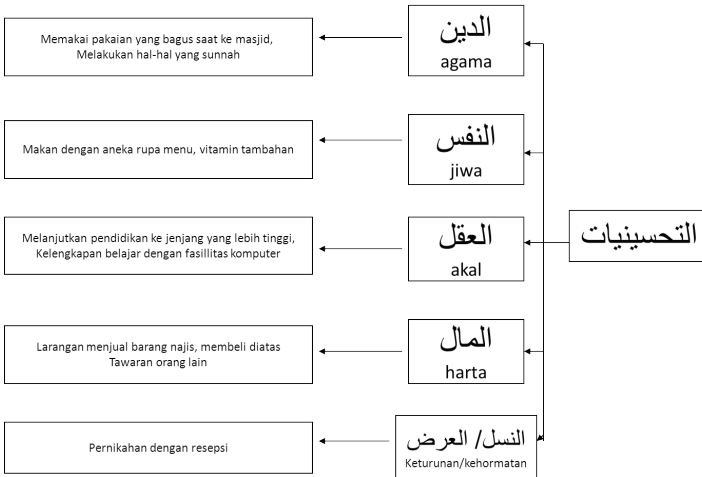 الدين
agama
Memakai pakaian yang bagus saat ke masjid,
Melakukan hal-hal yang sunnah
النفس
jiwa
Makan dengan aneka rupa menu, vitamin tambahan
التحسينيات
العقل
akal
Melanjutkan pendidikan ke jenjang yang lebih tinggi,
Kelengkapan belajar dengan fasillitas komputer
المال
harta
Larangan menjual barang najis, membeli diatas
Tawaran orang lain
النسل/ العرض
Keturunan/kehormatan
Pernikahan dengan resepsi